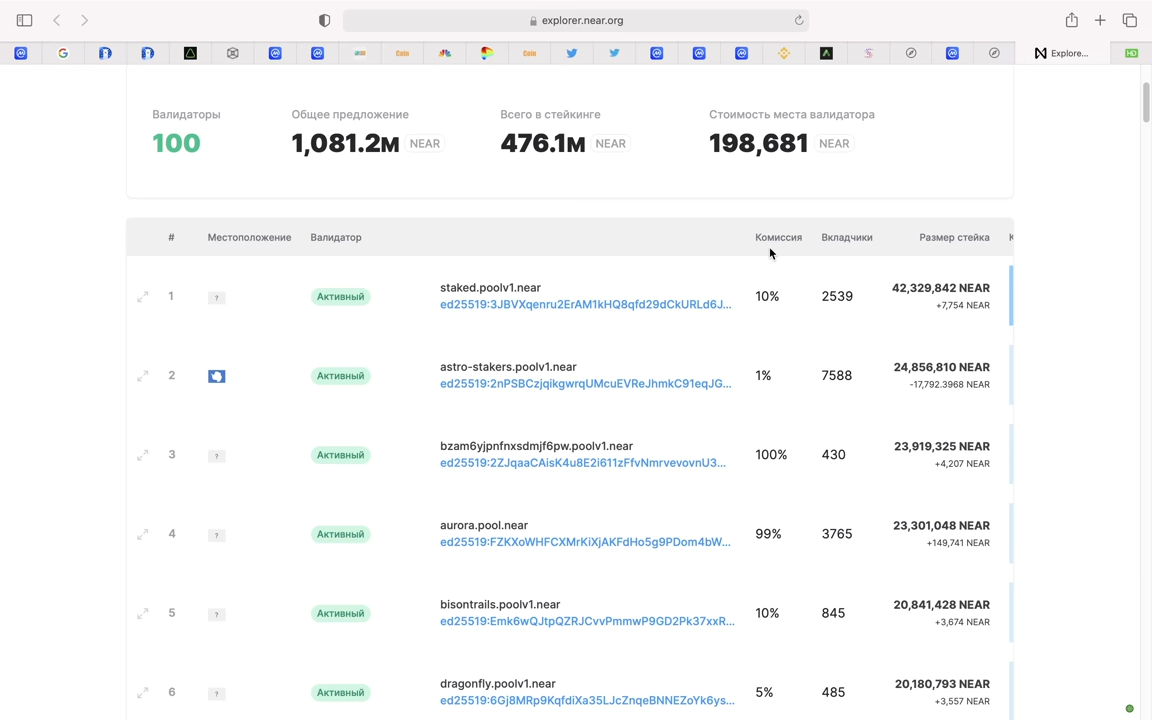 explorer.near.org
Coin
Coin
Explore...
HD
Валидаторы
Общее предложение
Всего в стейкинге
Стоимость места валидатора
100
1,081.2м NEAR
476.1м NEAR
198,681 NEAR
# Местоположение Валидатор Комиссия Вкладчики Размер стейка
1 ? Активный staked.poolv1.near 10% 2539 42,329,842 NEAR
ed25519:3JBVXqenru2ErAM1kHQ8qfd29dCkURLd6J... +7,754 NEAR
2 Активный astro-stakers.poolv1.near 1% 7588 24,856,810 NEAR
ed25519:2nPSBCzjqikgwrqUMcuEVReJhmkC91eqJG... -17,792.3968 NEAR
3 ? Активный bzam6yjpnfnxsdmjf6pw.poolv1.near 100% 430 23,919,325 NEAR
ed25519:2ZJqaaCAisK4u8E2i611zFfvNmrvevovnU3... +4,207 NEAR
4 ? Активный aurora.pool.near 99% 3765 23,301,048 NEAR
ed25519:FZKXoWHFCXMrKiXjAKFdHo5g9PDom4bW... +149,741 NEAR
5 ? Активный bisontrails.poolv1.near 10% 845 20,841,428 NEAR
ed25519:Emk6wQJtpQZRJCvvPmmwP9GD2Pk37xxR... +3,674 NEAR
6 ? Активный dragonfly.poolv1.near 5% 485 20,180,793 NEAR
ed25519:6Gj8MRp9KqfdiXa35LJcZnqeBNNEZoYk6ys... +3,557 NEAR